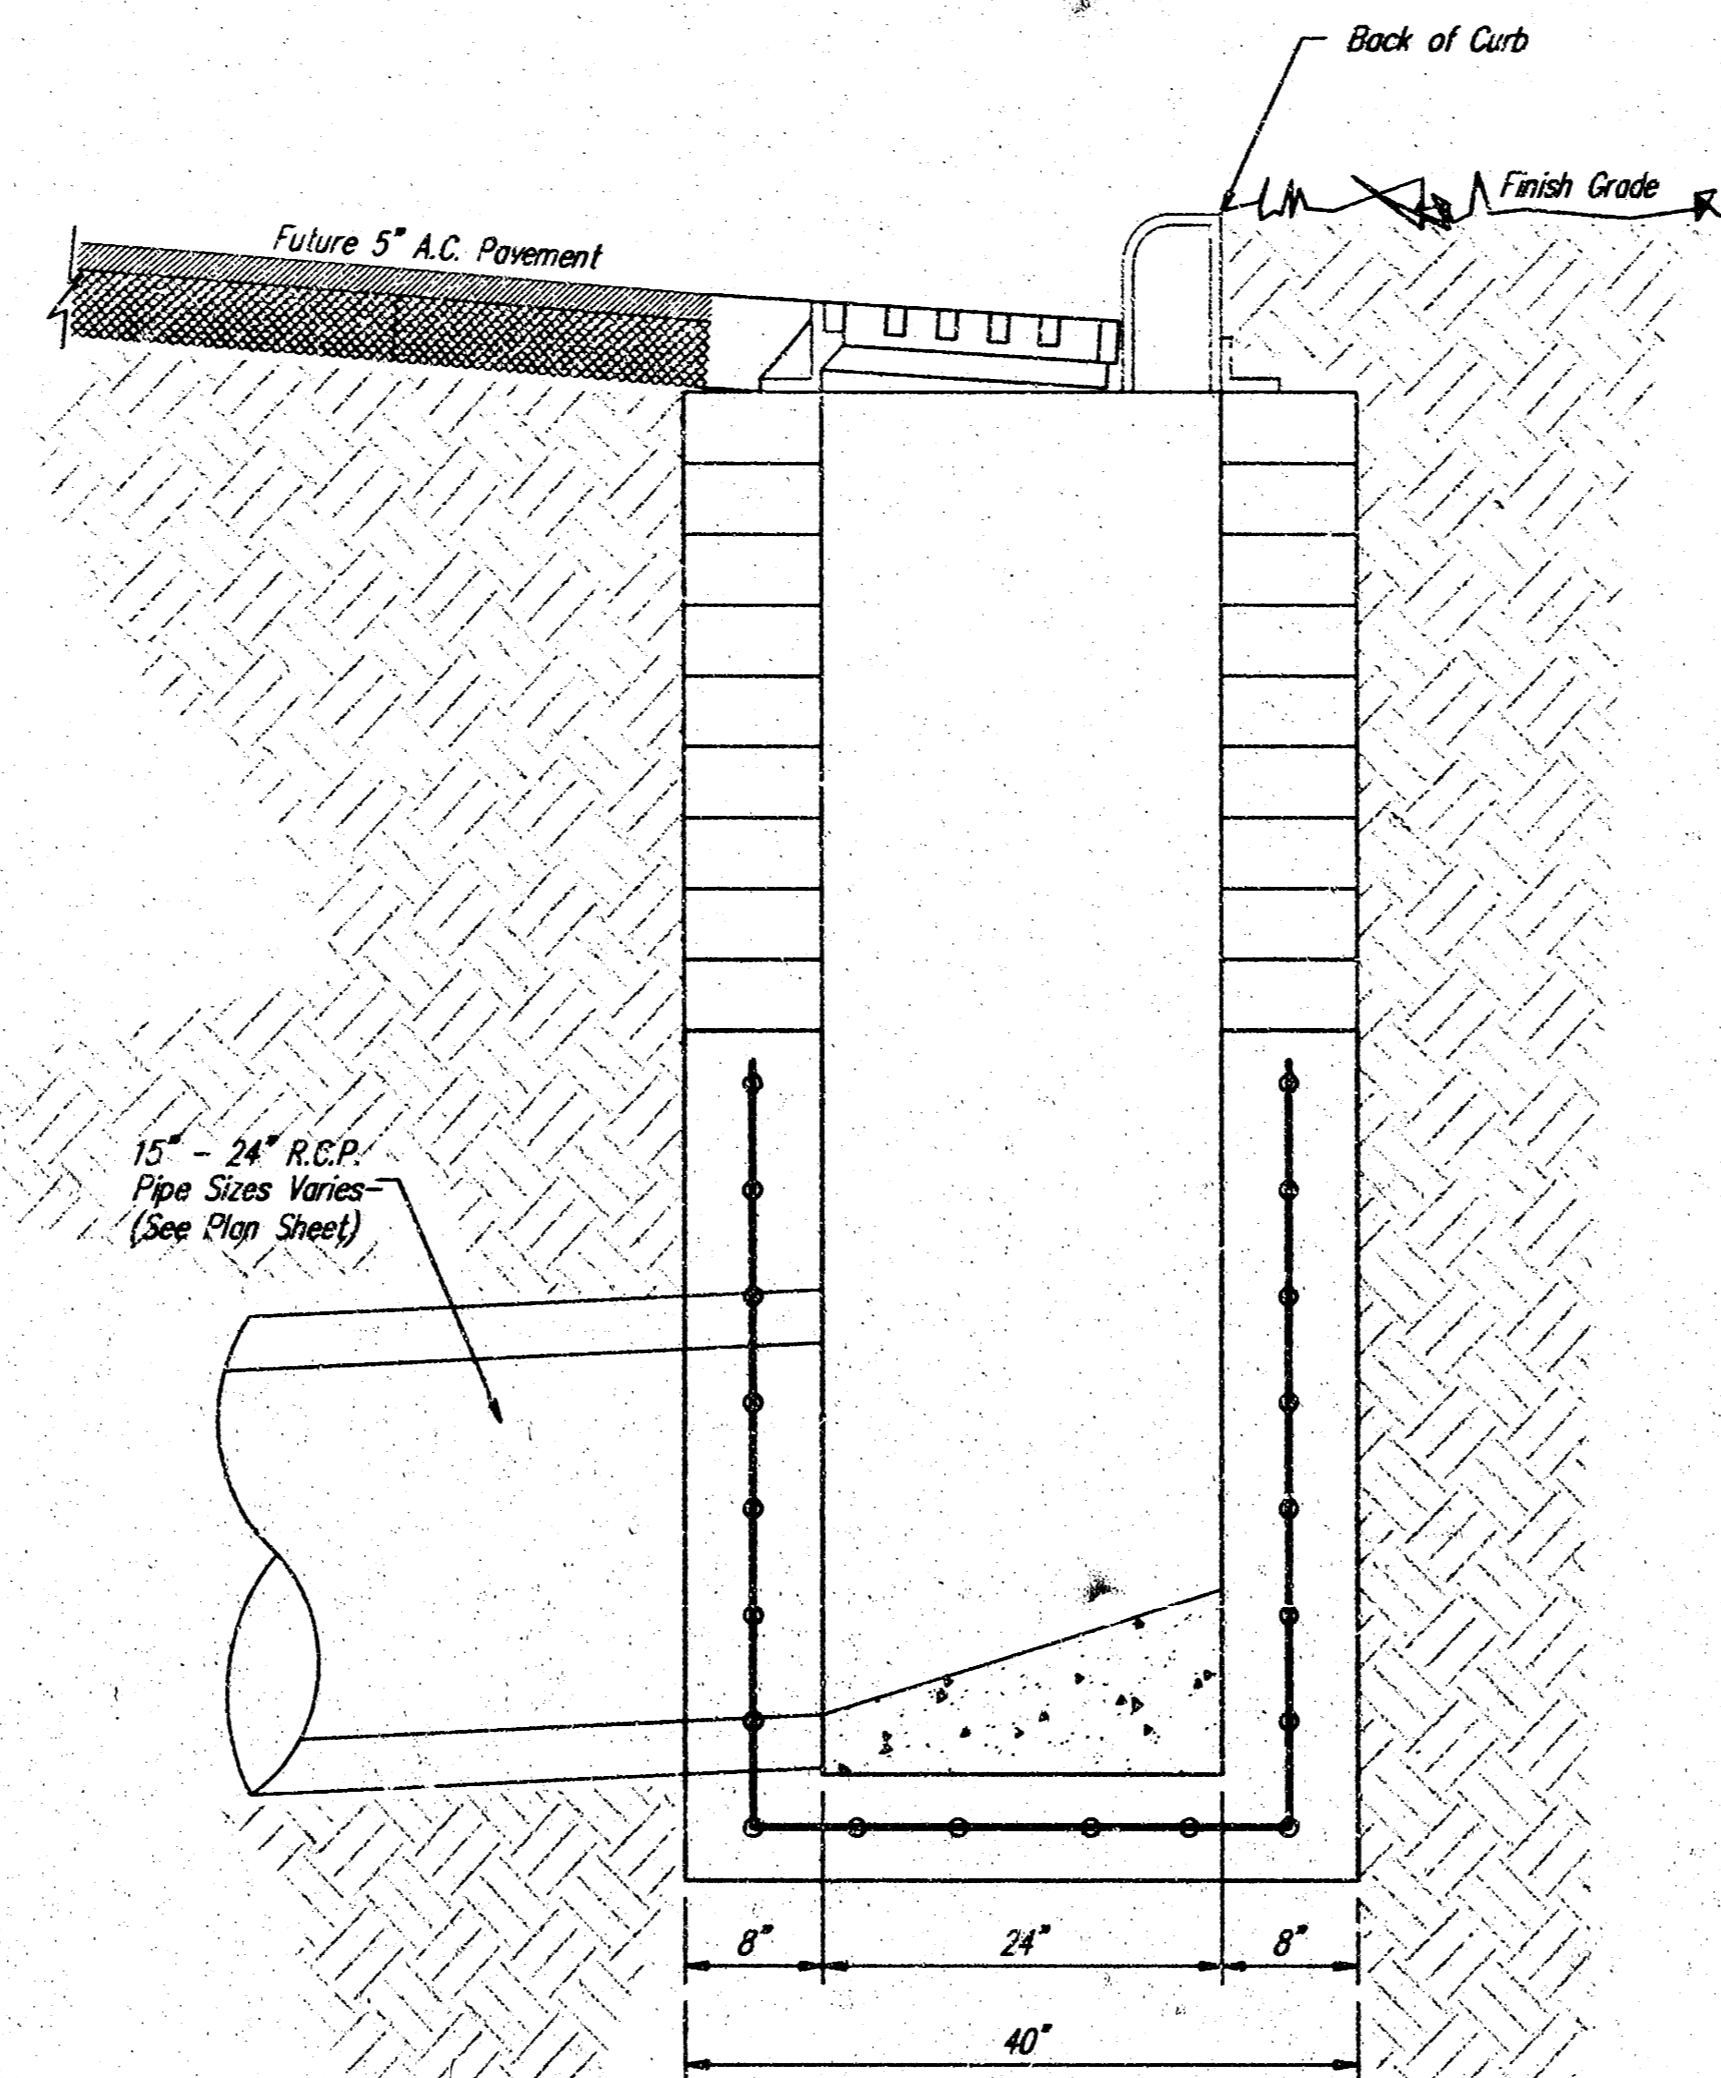 Back of Curb
Finish Grade
Future 5" A.C. Pavement
15" - 24" R.C.P.
Pipe Sizes Varies
(See Plan Sheet)
8"
24"
8"
40"